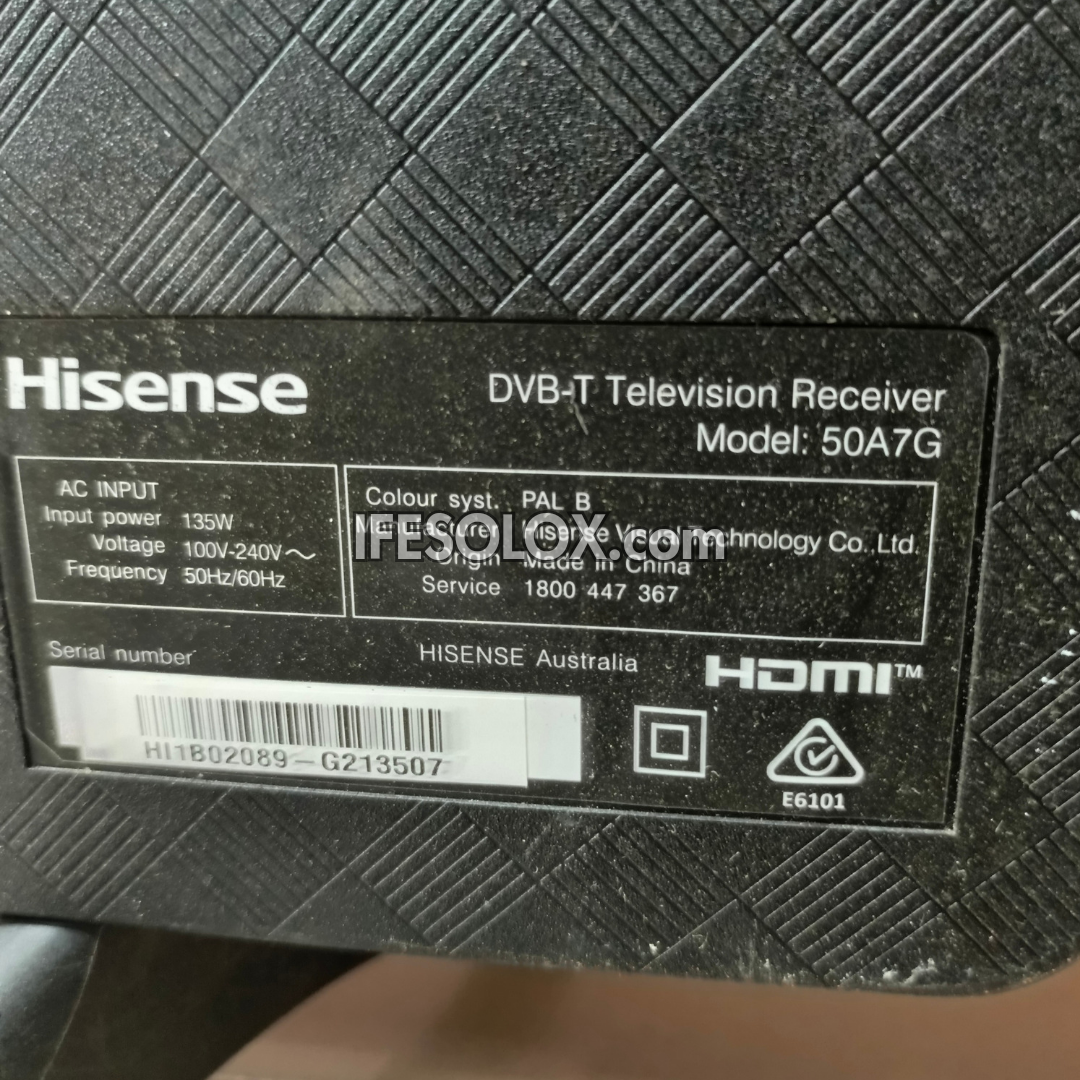 Hisense
DVB-T Television Receiver
Model: 50A7G
AC INPUT
Input power 135W
Voltage 100V-240V～
Frequency 50Hz/60Hz
Colour syst. PAL B
Manufacturer Hisense Visual Technology Co.,Ltd.
Origin Made in China
Service 1800 447 367
IFESOLOX.com
Serial number
HISENSE Australia
HDMI™
HI1B02089-G213507
E6101